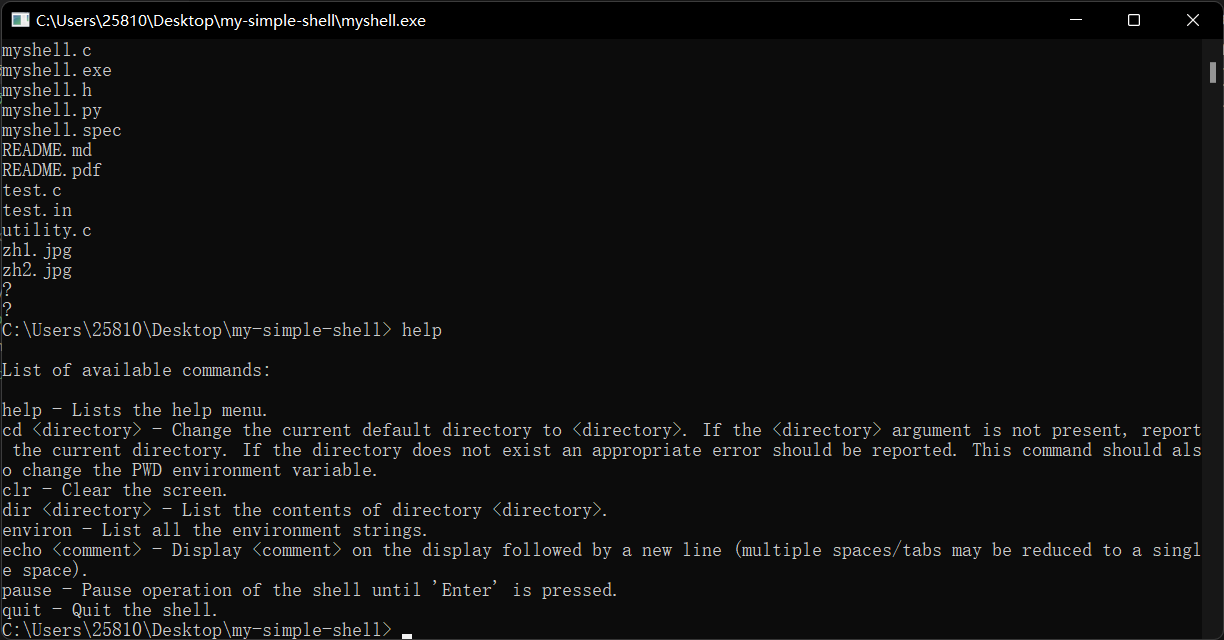 C:\Users\25810\Desktop\my-simple-shell\myshell.exe
myshell.c
myshell.exe
myshell.h
myshell.py
myshell.spec
README.md
README.pdf
test.c
test.in
utility.c
zh1.jpg
zh2.jpg
?
?
C:\Users\25810\Desktop\my-simple-shell> help
List of available commands:
help - Lists the help menu.
cd <directory> - Change the current default directory to <directory>. If the <directory> argument is not present, report
 the current directory. If the directory does not exist an appropriate error should be reported. This command should als
o change the PWD environment variable.
clr - Clear the screen.
dir <directory> - List the contents of directory <directory>.
environ - List all the environment strings.
echo <comment> - Display <comment> on the display followed by a new line (multiple spaces/tabs may be reduced to a singl
e space).
pause - Pause operation of the shell until 'Enter' is pressed.
quit - Quit the shell.
C:\Users\25810\Desktop\my-simple-shell>